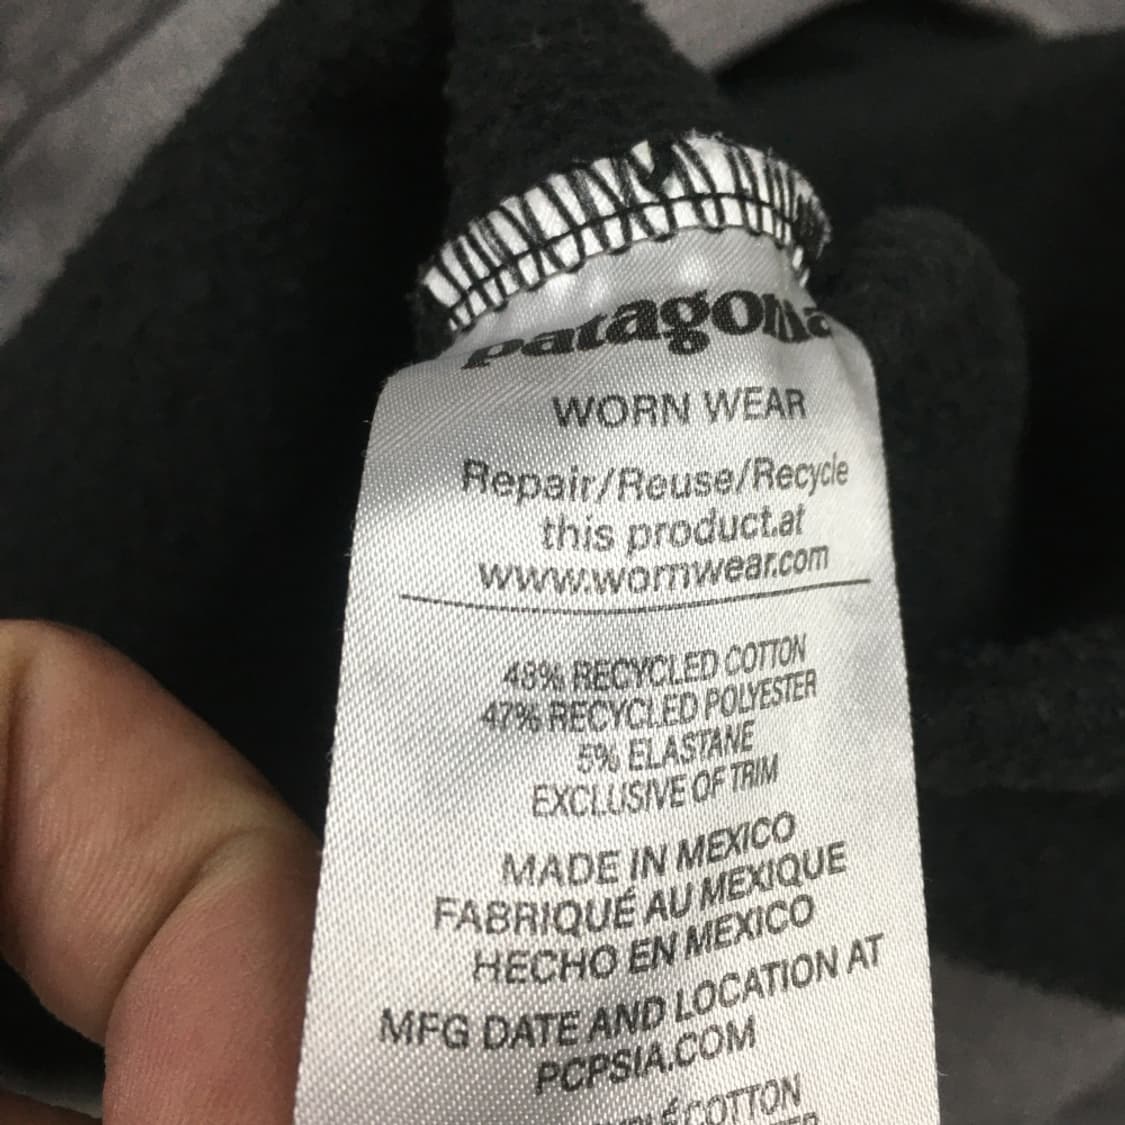 patagonia
WORN WEAR
Repair/Reuse/Recycle
this product.at
www.wornwear.com
48% RECYCLED COTTON
47% RECYCLED POLYESTER
5% ELASTANE
EXCLUSIVE OF TRIM
MADE IN MEXICO
FABRIQUÉ AU MEXIQUE
HECHO EN MEXICO
MFG DATE AND LOCATION AT
PCPSIA.COM
COTTON